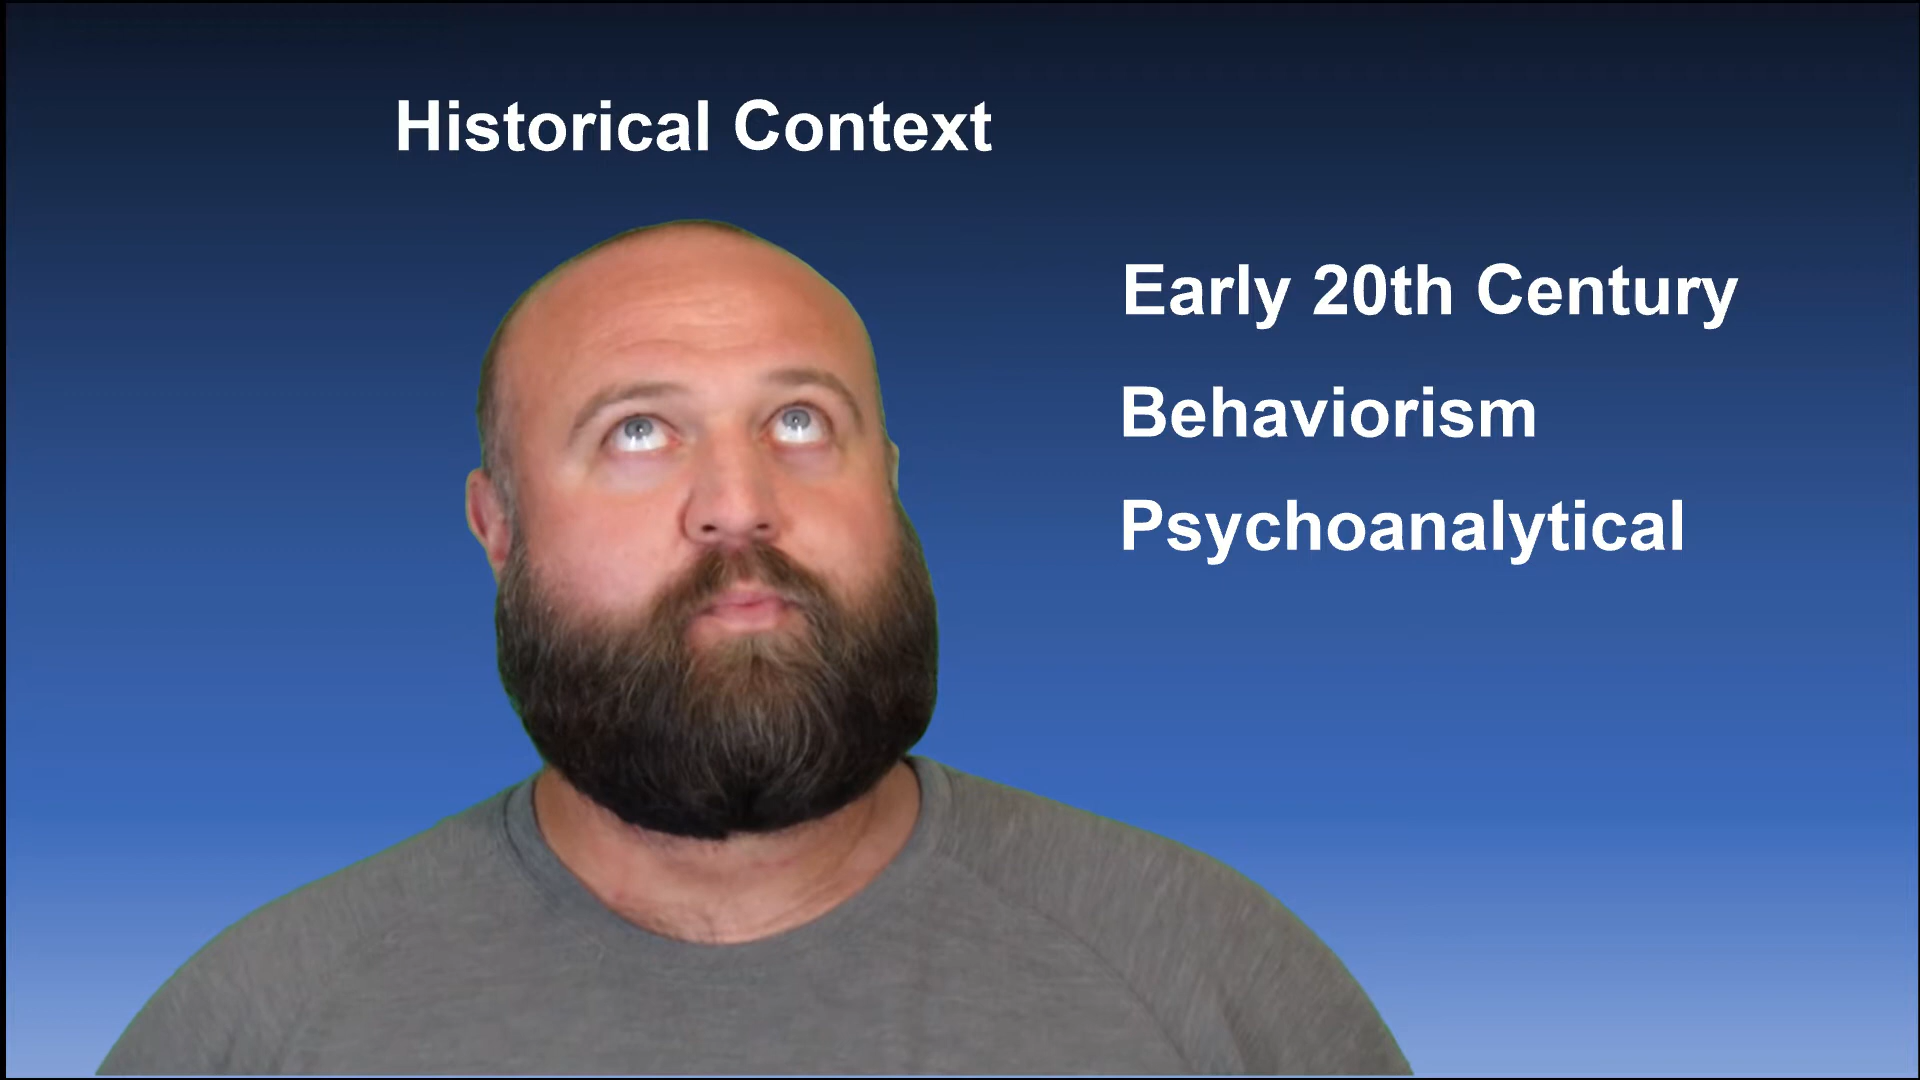 Historical Context
Early 20th Century
Behaviorism
Psychoanalytical